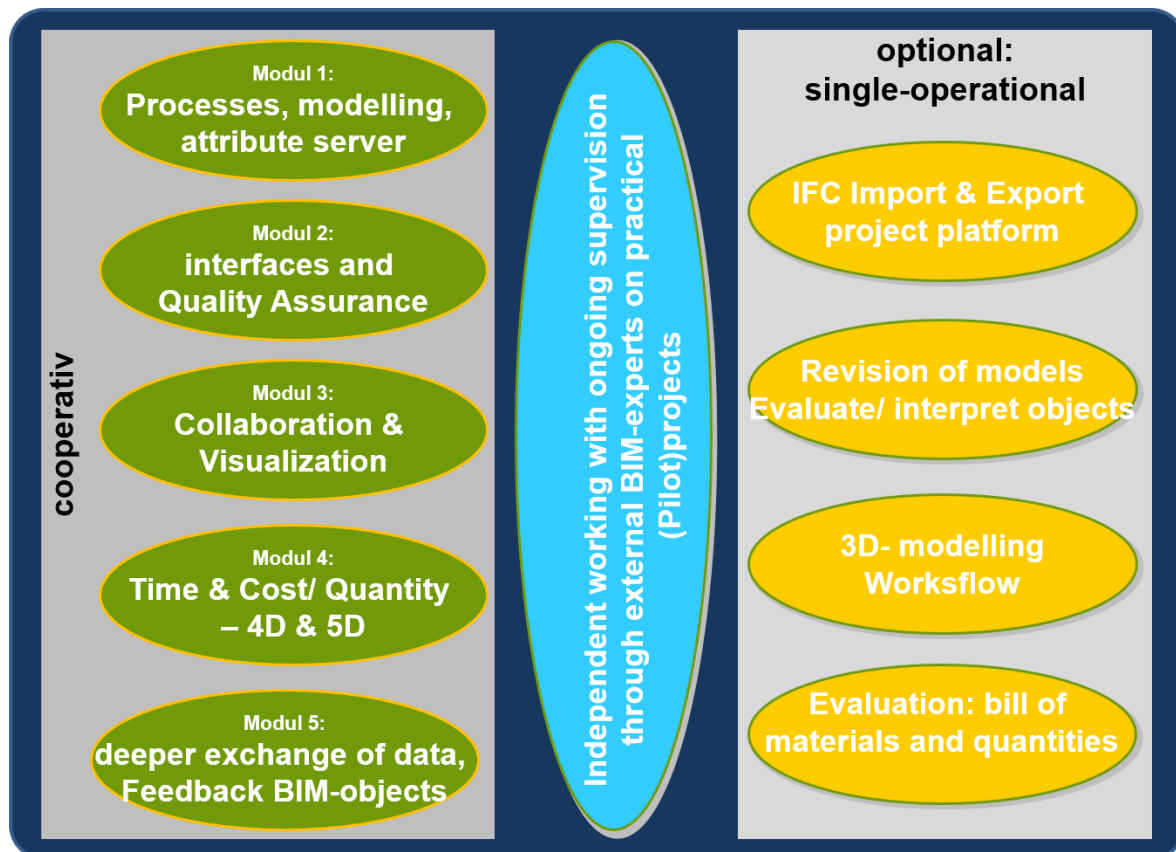 cooperativ
Modul 1:
Processes, modelling,
attribute server
Modul 2:
interfaces and
Quality Assurance
Modul 3:
Collaboration &
Visualization
Modul 4:
Time & Cost/ Quantity
– 4D & 5D
Modul 5:
deeper exchange of data,
Feedback BIM-objects
Independent working with ongoing supervision
through external BIM-experts on practical
(Pilot)projects
optional:
single-operational
IFC Import & Export
project platform
Revision of models
Evaluate/ interpret objects
3D- modelling
Worksflow
Evaluation: bill of
materials and quantities